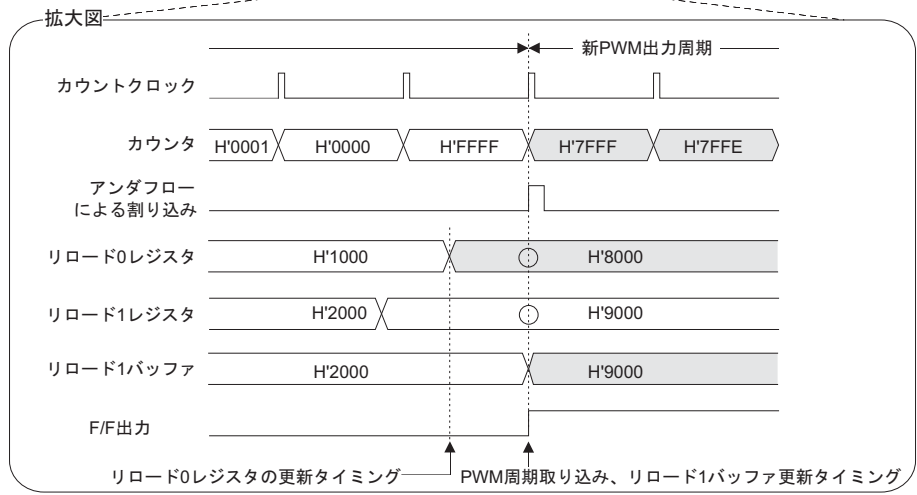 拡大図
新PWM出力周期
カウントクロック
カウンタ H'0001 H'0000 H'FFFF H'7FFF H'7FFE
アンダフロー
による割り込み
リロード0レジスタ H'1000 H'8000
リロード1レジスタ H'2000 H'9000
リロード1バッファ H'2000 H'9000
F/F出力
リロード0レジスタの更新タイミング PWM周期取り込み、リロード1バッファ更新タイミング